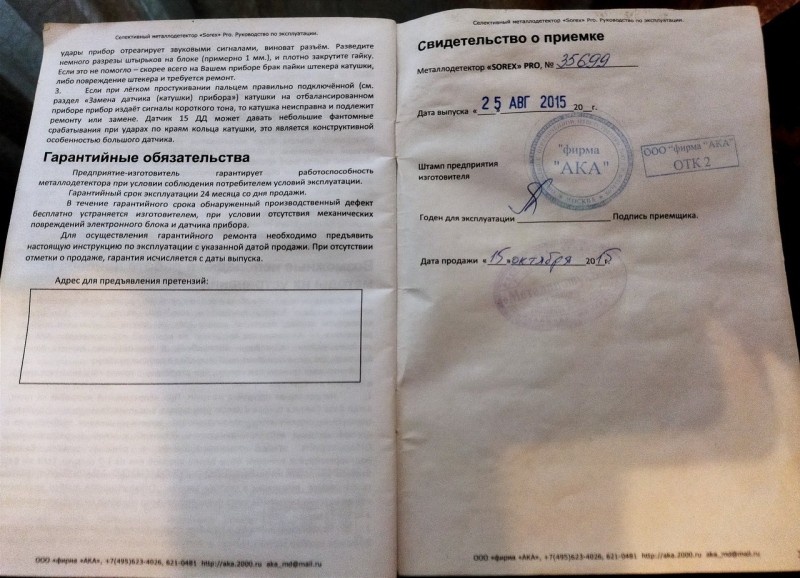 Селективный металлодетектор «Sorex» Pro. Руководство по эксплуатации.
удары прибор отреагирует звуковыми сигналами, виноват разъём. Разведите
немного разрезы штырьков на блоке (примерно 1 мм.), и плотно закрутите гайку.
Если это не помогло – скорее всего на Вашем приборе брак пайки штекера катушки,
либо повреждение штекера и требуется ремонт.
3. Если при лёгком простукивании пальцем правильно подключённой (см.
раздел «Замена датчика (катушки) прибора») катушки на отбалансированном
приборе прибор издаёт сигналы короткого тона, то катушка неисправна и подлежит
ремонту или замене. Датчик 15 ДД может давать небольшие фантомные
срабатывания при ударах по краям кольца катушки, это является конструктивной
особенностью большого датчика.
Гарантийные обязательства
Предприятие-изготовитель гарантирует работоспособность
металлодетектора при условии соблюдения потребителем условий эксплуатации.
Гарантийный срок эксплуатации 24 месяца со дня продажи.
В течение гарантийного срока обнаруженный производственный дефект
бесплатно устраняется изготовителем, при условии отсутствия механических
повреждений электронного блока и датчика прибора.
Для осуществления гарантийного ремонта необходимо предъявить
настоящую инструкцию по эксплуатации с указанной датой продажи. При отсутствии
отметки о продаже, гарантия исчисляется с даты выпуска.
Адрес для предъявления претензий:
ООО «фирма «АКА», +7(495)623-4026, 621-0481 http://aka.2000.ru aka_md@mail.ru
Селективный металлодетектор «Sorex» Pro. Руководство по эксплуатации.
Свидетельство о приемке
Металлодетектор «SOREX» PRO, № 35699
Дата выпуска « 25 АВГ 2015 20__г.
"фирма
"АКА"
МОСКВА
ООО "фирма "АКА"
ОТК 2
Штамп предприятия
изготовителя
Годен для эксплуатации Подпись приемщика.
Дата продажи «15»октября 2015г.
ООО «фирма «АКА», +7(495)623-4026, 621-0481 http://aka.2000.ru aka_md@mail.ru